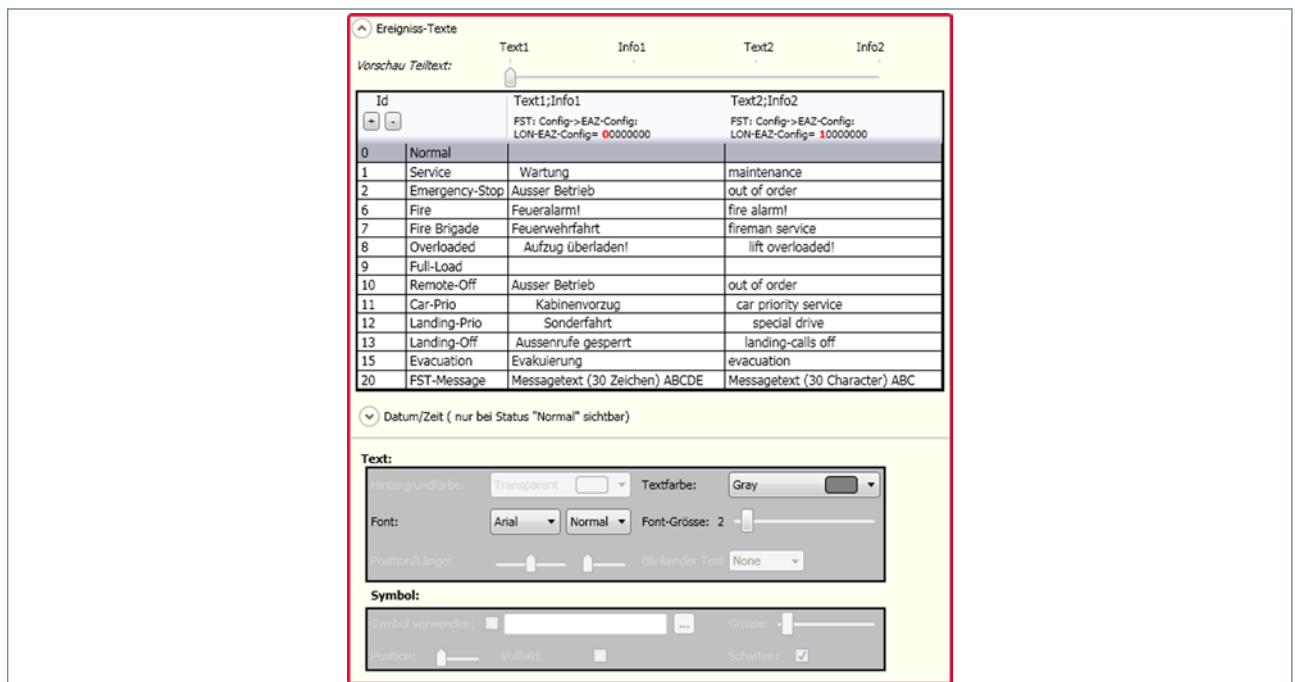 Ereigniss-Texte
Text1 Info1 Text2 Info2
Vorschau Teiltext:
Id Text1;Info1 Text2;Info2
+ - FST: Config->EAZ-Config: FST: Config->EAZ-Config:
LON-EAZ-Config= 00000000 LON-EAZ-Config= 10000000
0 Normal
1 Service Wartung maintenance
2 Emergency-Stop Ausser Betrieb out of order
6 Fire Feueralarm! fire alarm!
7 Fire Brigade Feuerwehrfahrt fireman service
8 Overloaded Aufzug überladen! lift overloaded!
9 Full-Load
10 Remote-Off Ausser Betrieb out of order
11 Car-Prio Kabinenvorzug car priority service
12 Landing-Prio Sonderfahrt special drive
13 Landing-Off Aussenrufe gesperrt landing-calls off
15 Evacuation Evakuierung evacuation
20 FST-Message Messagetext (30 Zeichen) ABCDE Messagetext (30 Character) ABC
Datum/Zeit ( nur bei Status "Normal" sichtbar)
Text:
Hintergrundfarbe: Transparent Textfarbe: Gray
Font: Arial Normal Font-Grösse: 2
Position/Länge: Blinkender Text None
Symbol:
Symbol verwenden: ... Grösse:
Position: Vollbild: Schatten: